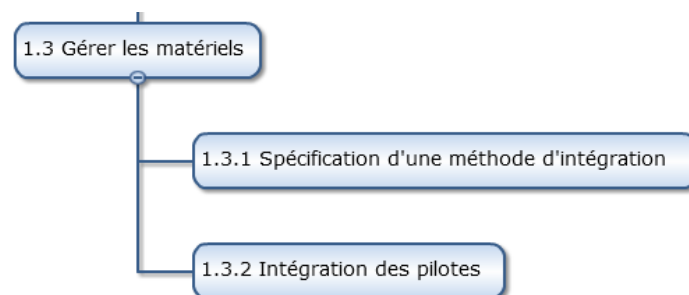 1.3 Gérer les matériels
1.3.1 Spécification d'une méthode d'intégration
1.3.2 Intégration des pilotes